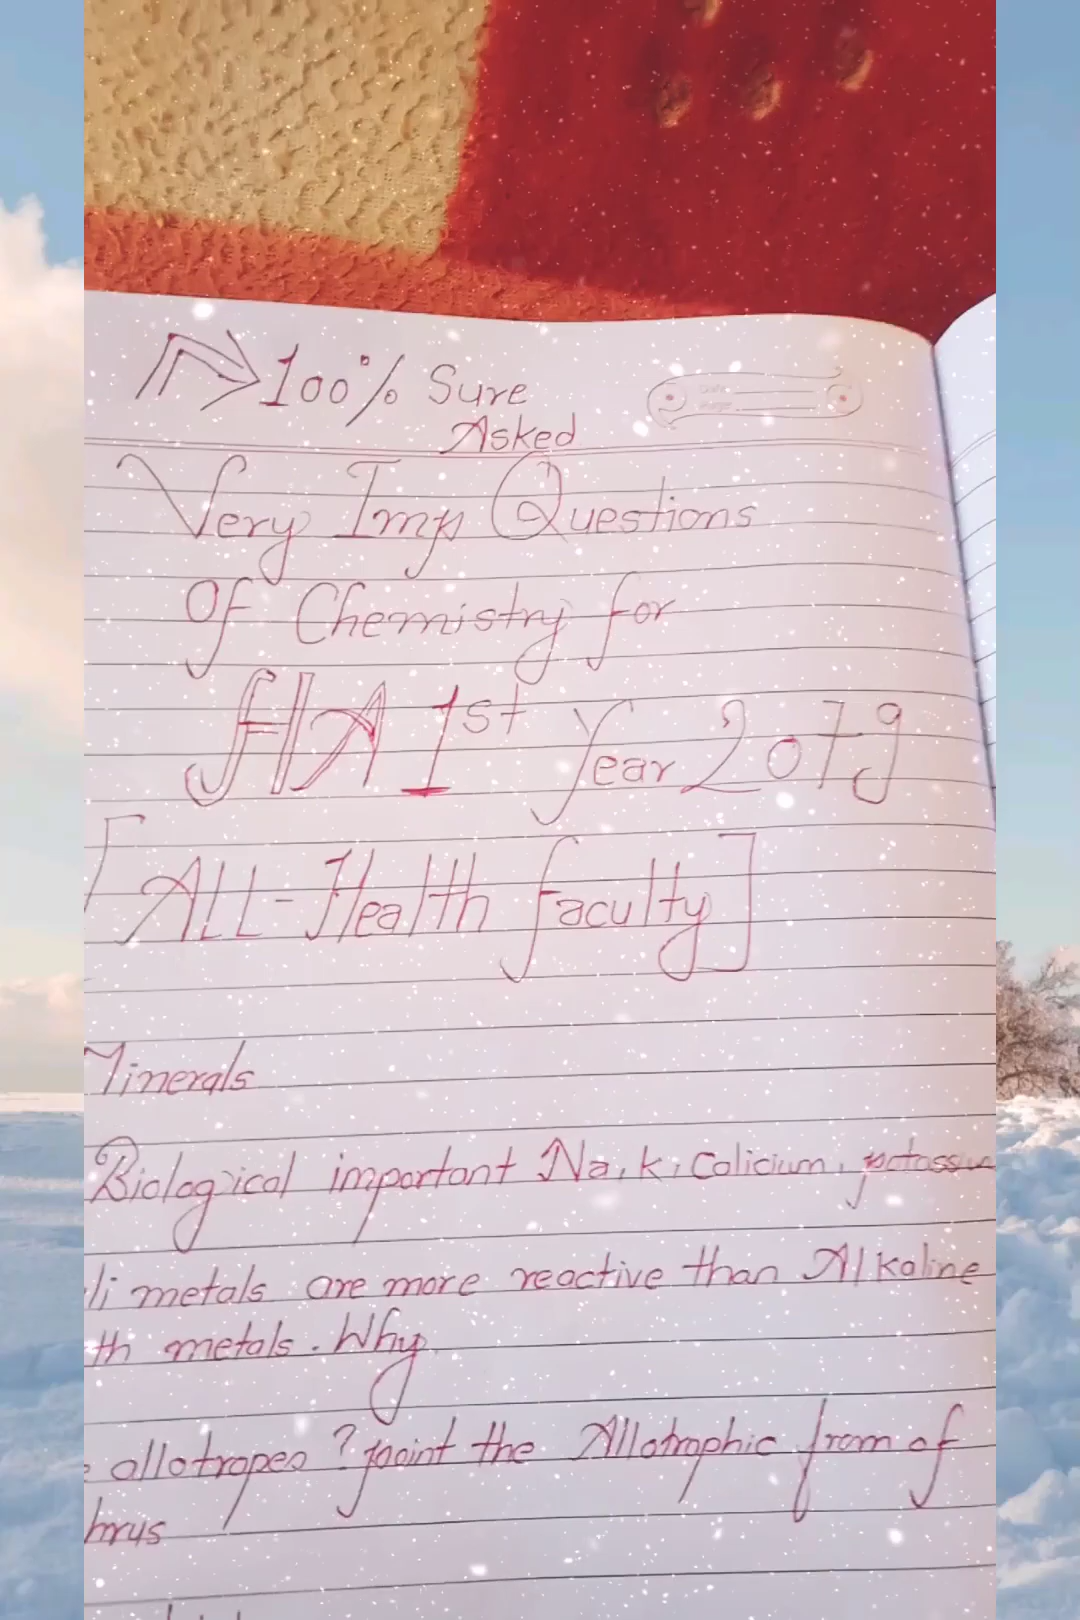 100% Sure
Asked
Very Imp Questions
Of Chemistry for
HA 1st Year 2079
[ALL-Health faculty]
Minerals
Biological important Na, K, Calicium, potassium
li metals are more reactive than Alkaline
th metals. Why
allotropes ? point the Allotrophic from of
hrus